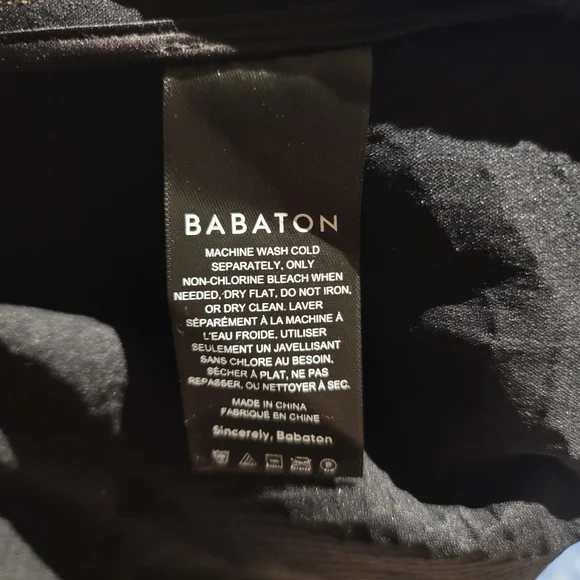 BABATON
MACHINE WASH COLD
SEPARATELY, ONLY
NON-CHLORINE BLEACH WHEN
NEEDED, DRY FLAT, DO NOT IRON,
OR DRY CLEAN. LAVER
SÉPARÉMENT À LA MACHINE À
L'EAU FROIDE, UTILISER
SEULEMENT UN JAVELLISANT
SANS CHLORE AU BESOIN,
SÉCHER À PLAT, NE PAS
REPASSER, OU NETTOYER À SEC.
MADE IN CHINA
FABRIQUÉ EN CHINE
Sincerely, Babaton